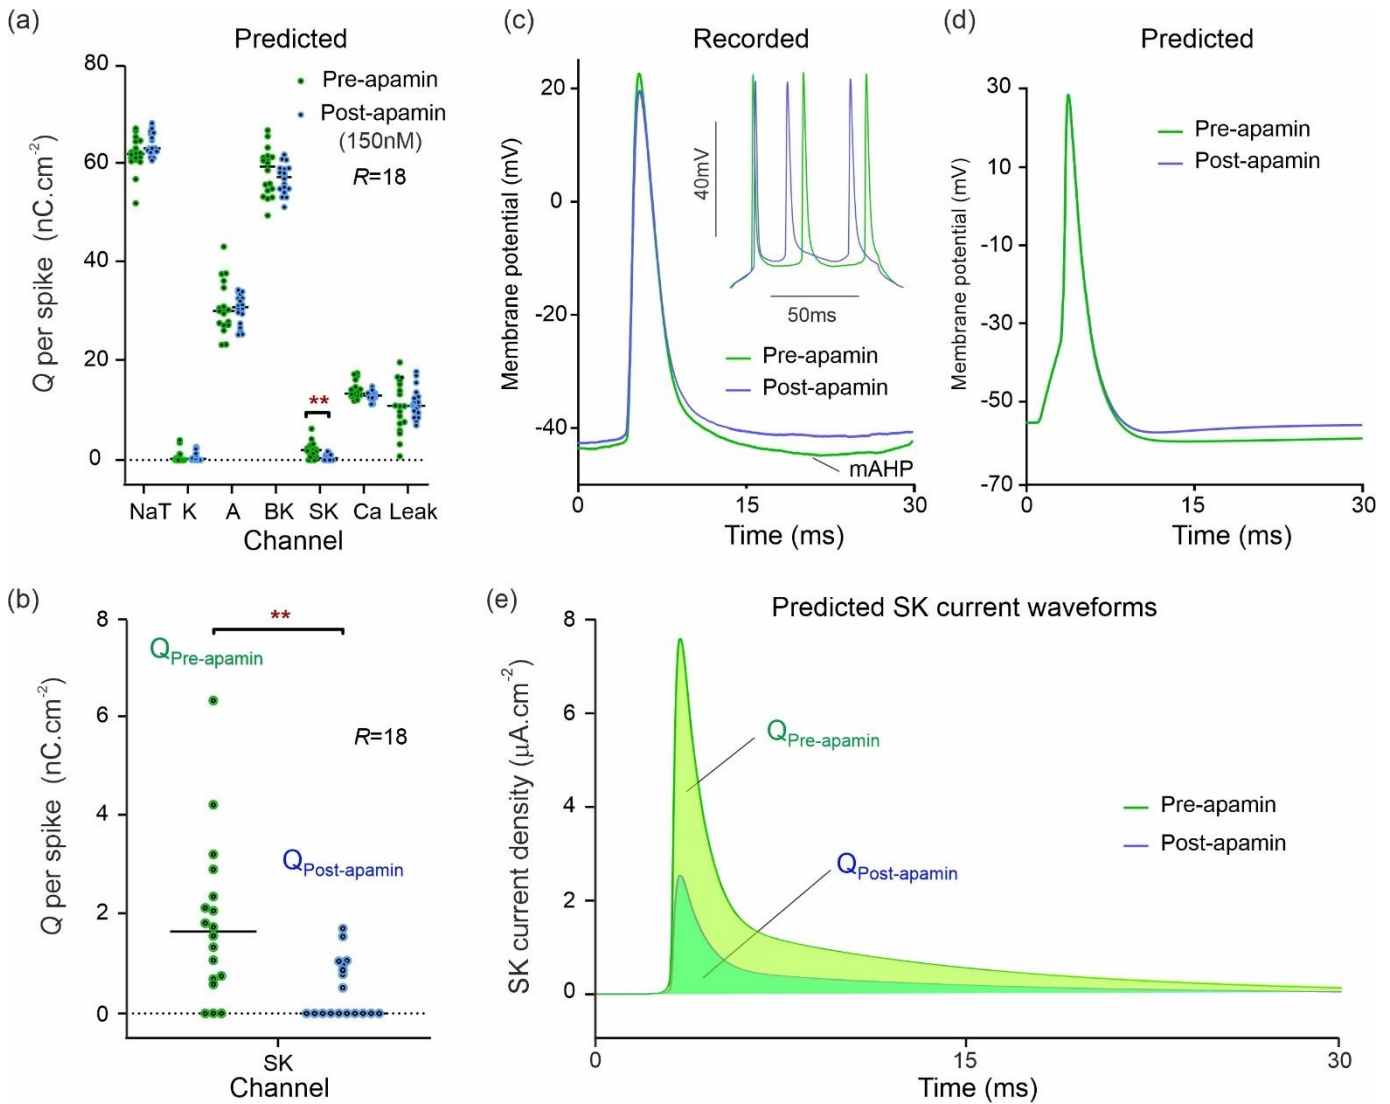 (a)
Predicted
80
60
40
20
0
Q per spike (nC.cm-2)
Pre-apamin
Post-apamin
(150nM)
R=18
**
NaT K A BK SK Ca Leak
Channel
(c)
Recorded
20
0
-20
-40
Membrane potential (mV)
40mV
50ms
Pre-apamin
Post-apamin
mAHP
0 15 30
Time (ms)
(d)
Predicted
30
10
-10
-30
-50
-70
Membrane potential (mV)
Pre-apamin
Post-apamin
0 15 30
Time (ms)
(b)
8
6
4
2
0
Q per spike (nC.cm-2)
**
QPre-apamin
R=18
QPost-apamin
SK
Channel
(e)
Predicted SK current waveforms
8
6
4
2
0
SK current density (μA.cm-2)
QPre-apamin
QPost-apamin
Pre-apamin
Post-apamin
0 15 30
Time (ms)